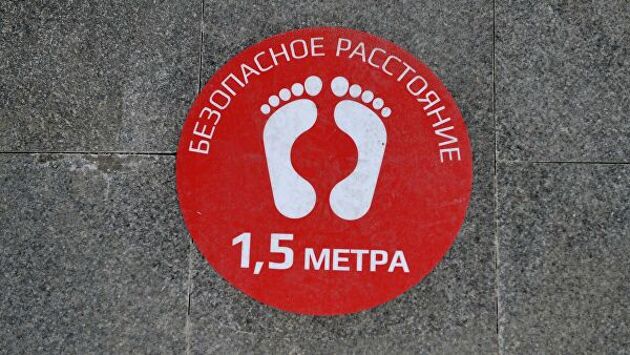 БЕЗОПАСНОЕ РАССТОЯНИЕ
1,5 МЕТРА